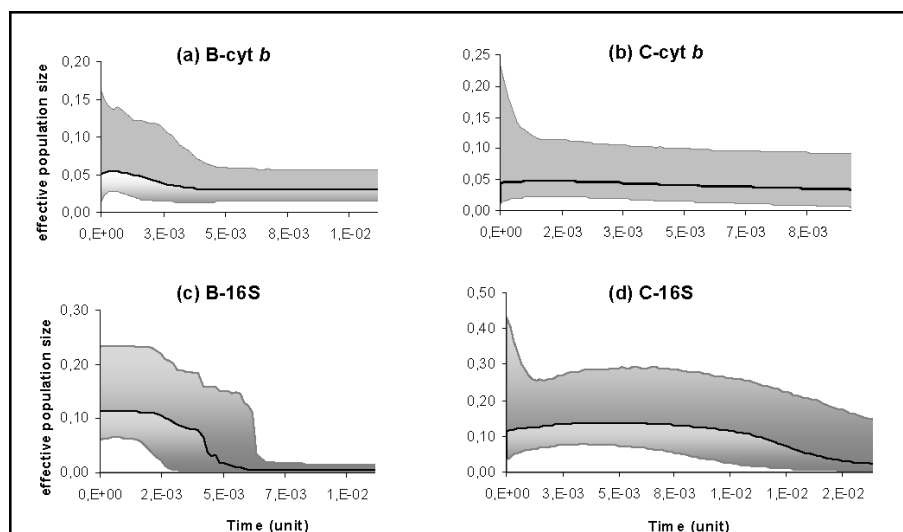 (a) B-cyt b
effective population size
0,20
0,15
0,10
0,05
0,00
0,E+00 3,E-03 5,E-03 8,E-03 1,E-02
(b) C-cyt b
0,25
0,20
0,15
0,10
0,05
0,00
0,E+00 2,E-03 3,E-03 5,E-03 7,E-03 8,E-03
(c) B-16S
effective population size
0,30
0,20
0,10
0,00
0,E+00 2,E-03 5,E-03 7,E-03 1,E-02
Time (unit)
(d) C-16S
0,50
0,40
0,30
0,20
0,10
0,00
0,E+00 3,E-03 5,E-03 8,E-03 1,E-02 1,E-02 2,E-02
Time (unit)